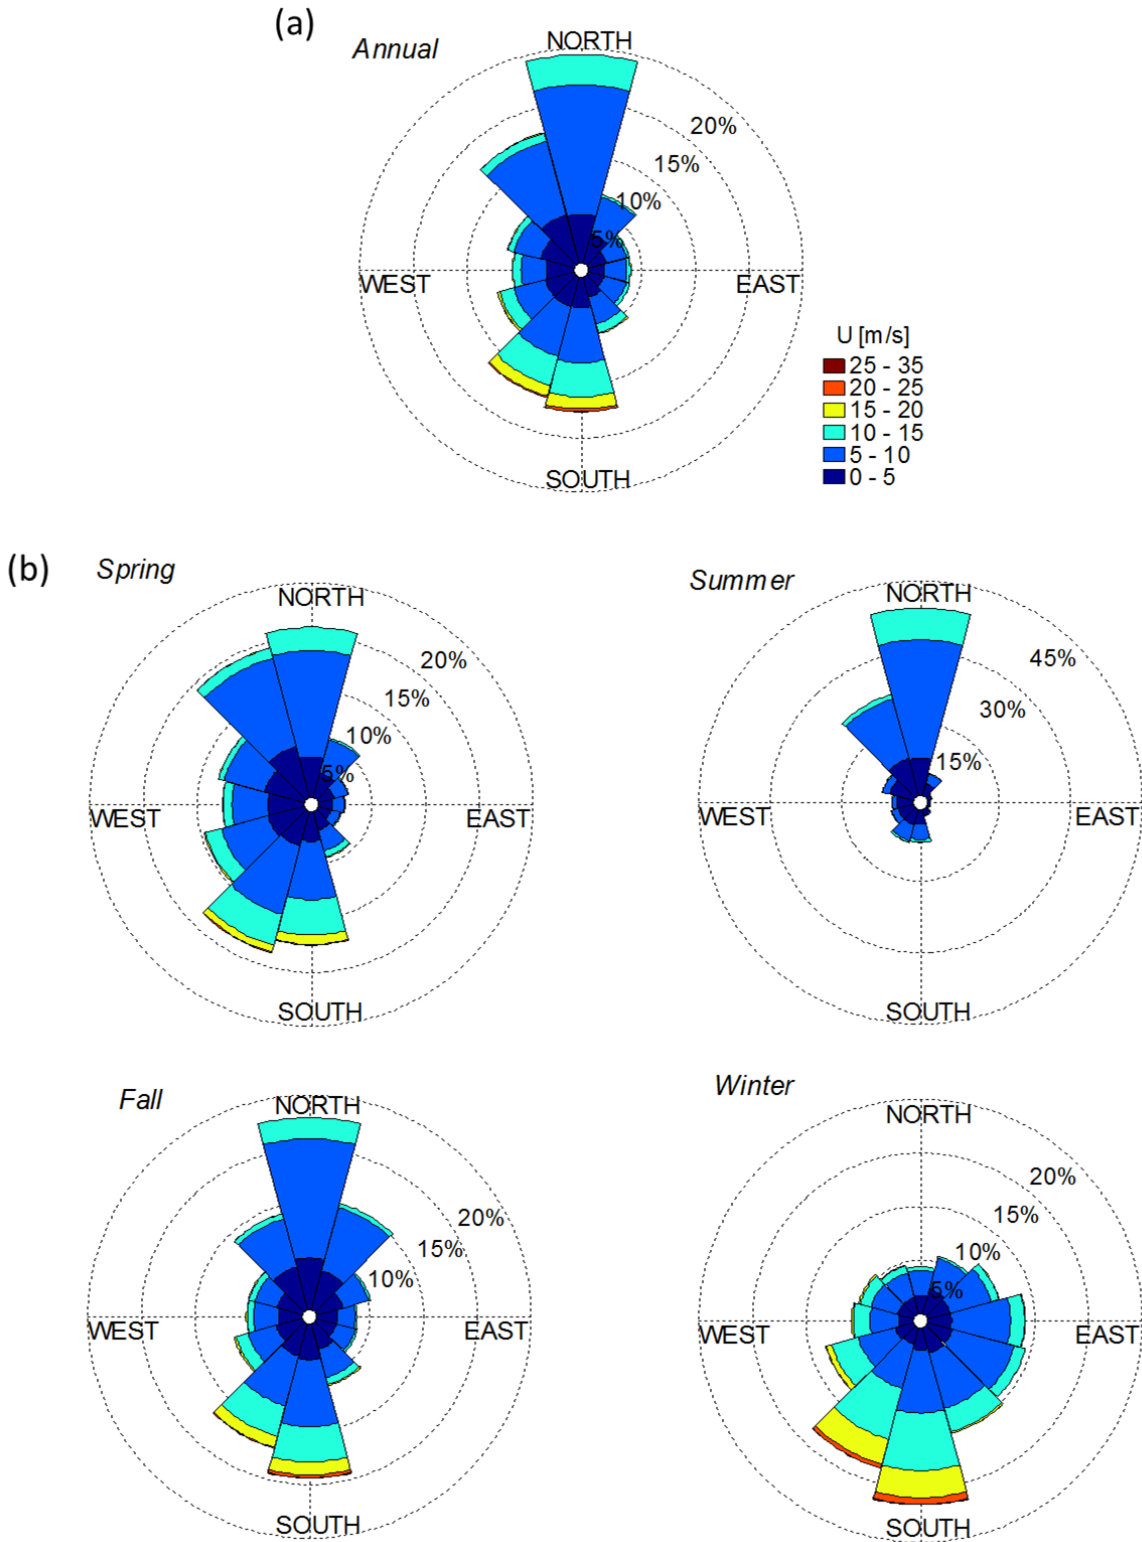 (a)
Annual
NORTH
20%
15%
10%
5%
WEST
EAST
SOUTH
U [m/s]
25 - 35
20 - 25
15 - 20
10 - 15
5 - 10
0 - 5
(b)
Spring
NORTH
20%
15%
10%
5%
WEST
EAST
SOUTH
Summer
NORTH
45%
30%
15%
WEST
EAST
SOUTH
Fall
NORTH
20%
15%
10%
WEST
EAST
SOUTH
Winter
NORTH
20%
15%
10%
5%
WEST
EAST
SOUTH